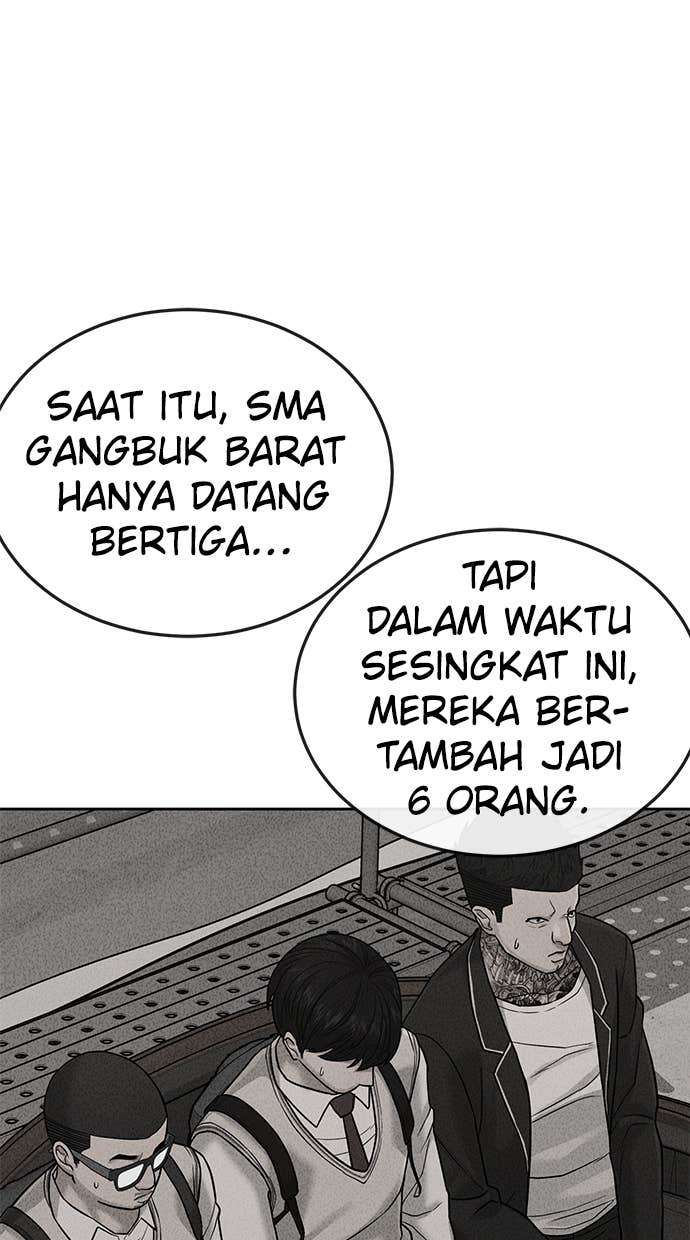 SAAT ITU, SMA
GANGBUK BARAT
HANYA DATANG
BERTIGA...
TAPI
DALAM WAKTU
SESINGKAT INI,
MEREKA BER-
TAMBAH JADI
6 ORANG.